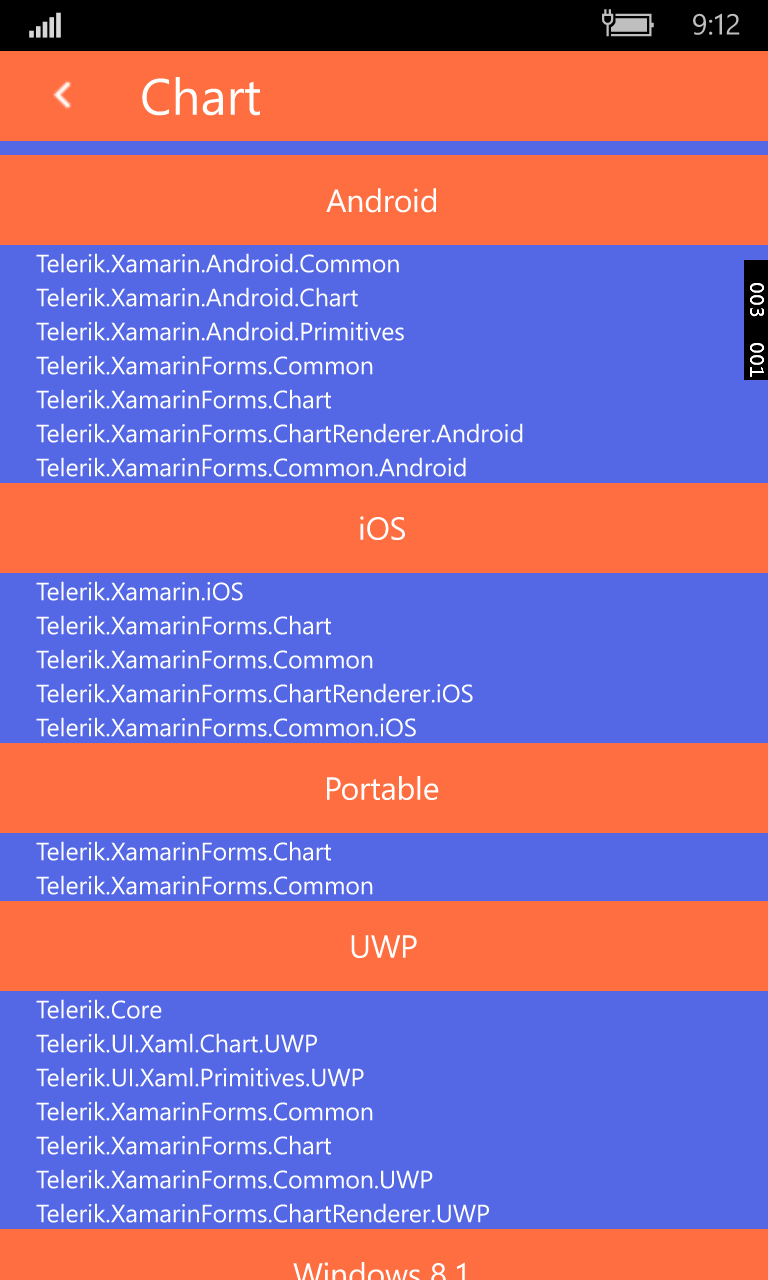 9:12
Chart
Android
Telerik.Xamarin.Android.Common
Telerik.Xamarin.Android.Chart
Telerik.Xamarin.Android.Primitives
Telerik.XamarinForms.Common
Telerik.XamarinForms.Chart
Telerik.XamarinForms.ChartRenderer.Android
Telerik.XamarinForms.Common.Android
003 001
iOS
Telerik.Xamarin.iOS
Telerik.XamarinForms.Chart
Telerik.XamarinForms.Common
Telerik.XamarinForms.ChartRenderer.iOS
Telerik.XamarinForms.Common.iOS
Portable
Telerik.XamarinForms.Chart
Telerik.XamarinForms.Common
UWP
Telerik.Core
Telerik.UI.Xaml.Chart.UWP
Telerik.UI.Xaml.Primitives.UWP
Telerik.XamarinForms.Common
Telerik.XamarinForms.Chart
Telerik.XamarinForms.Common.UWP
Telerik.XamarinForms.ChartRenderer.UWP
Windows 8.1